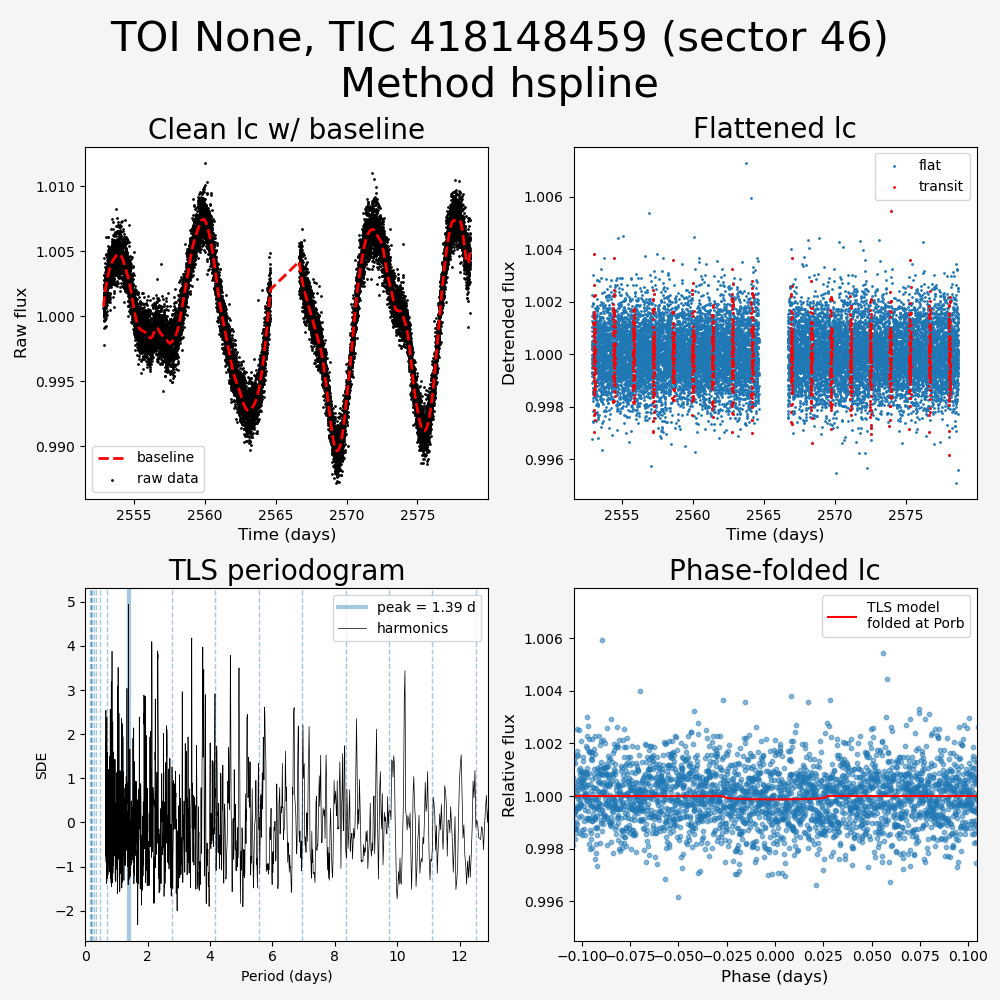 TOI None, TIC 418148459 (sector 46)
Method hspline
Clean lc w/ baseline
Raw flux
1.010
1.005
1.000
0.995
0.990
baseline
raw data
2555 2560 2565 2570 2575
Time (days)
Flattened lc
Detrended flux
1.006
1.004
1.002
1.000
0.998
0.996
flat
transit
2555 2560 2565 2570 2575
Time (days)
TLS periodogram
SDE
5
4
3
2
1
0
−1
−2
peak = 1.39 d
harmonics
0 2 4 6 8 10 12
Period (days)
Phase-folded lc
Relative flux
1.006
1.004
1.002
1.000
0.998
0.996
TLS model
folded at Porb
−0.100 −0.075 −0.050 −0.025 0.000 0.025 0.050 0.075 0.100
Phase (days)